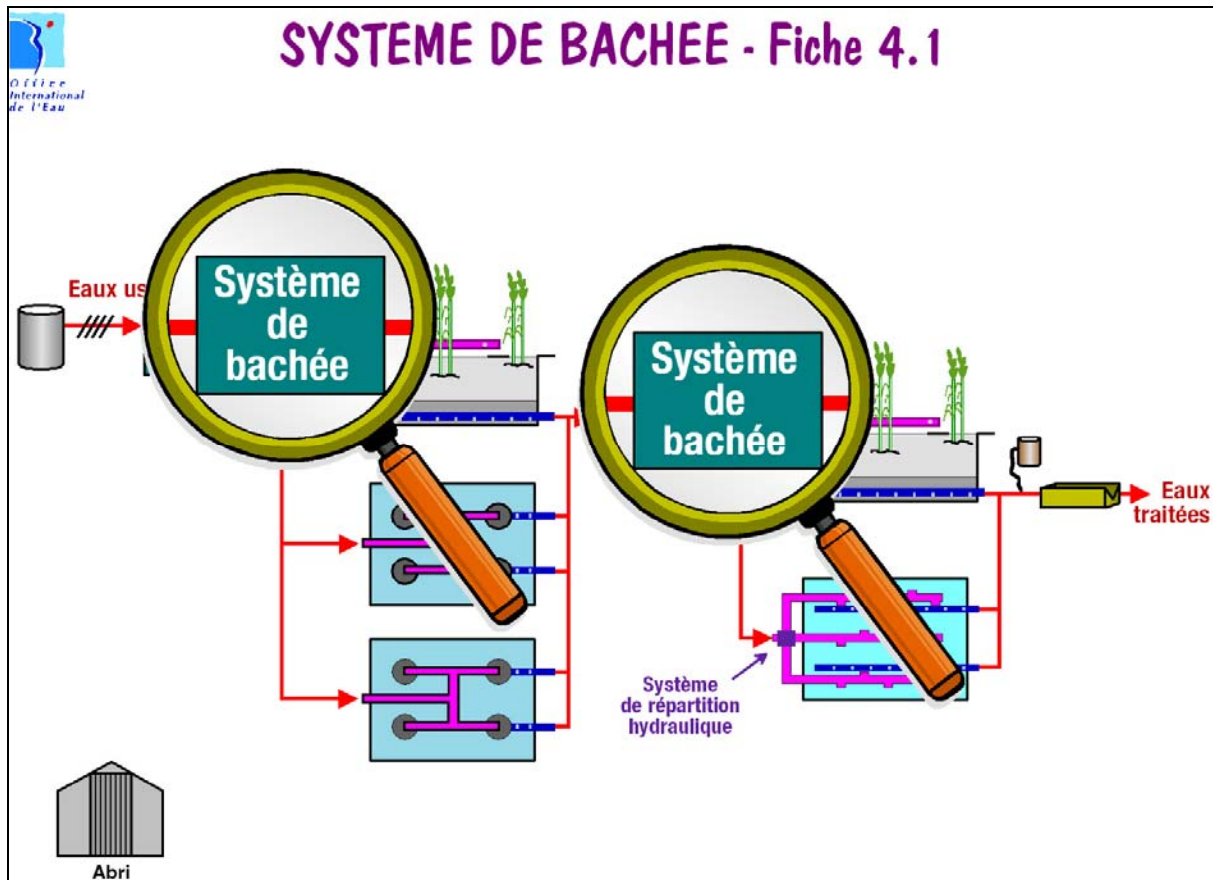 SYSTEME DE BACHEE - Fiche 4.1
Office
International
de l'Eau
Eaux us
Système
de
bachée
Système
de
bachée
Eaux
traitées
Système
de répartition
hydraulique
Abri